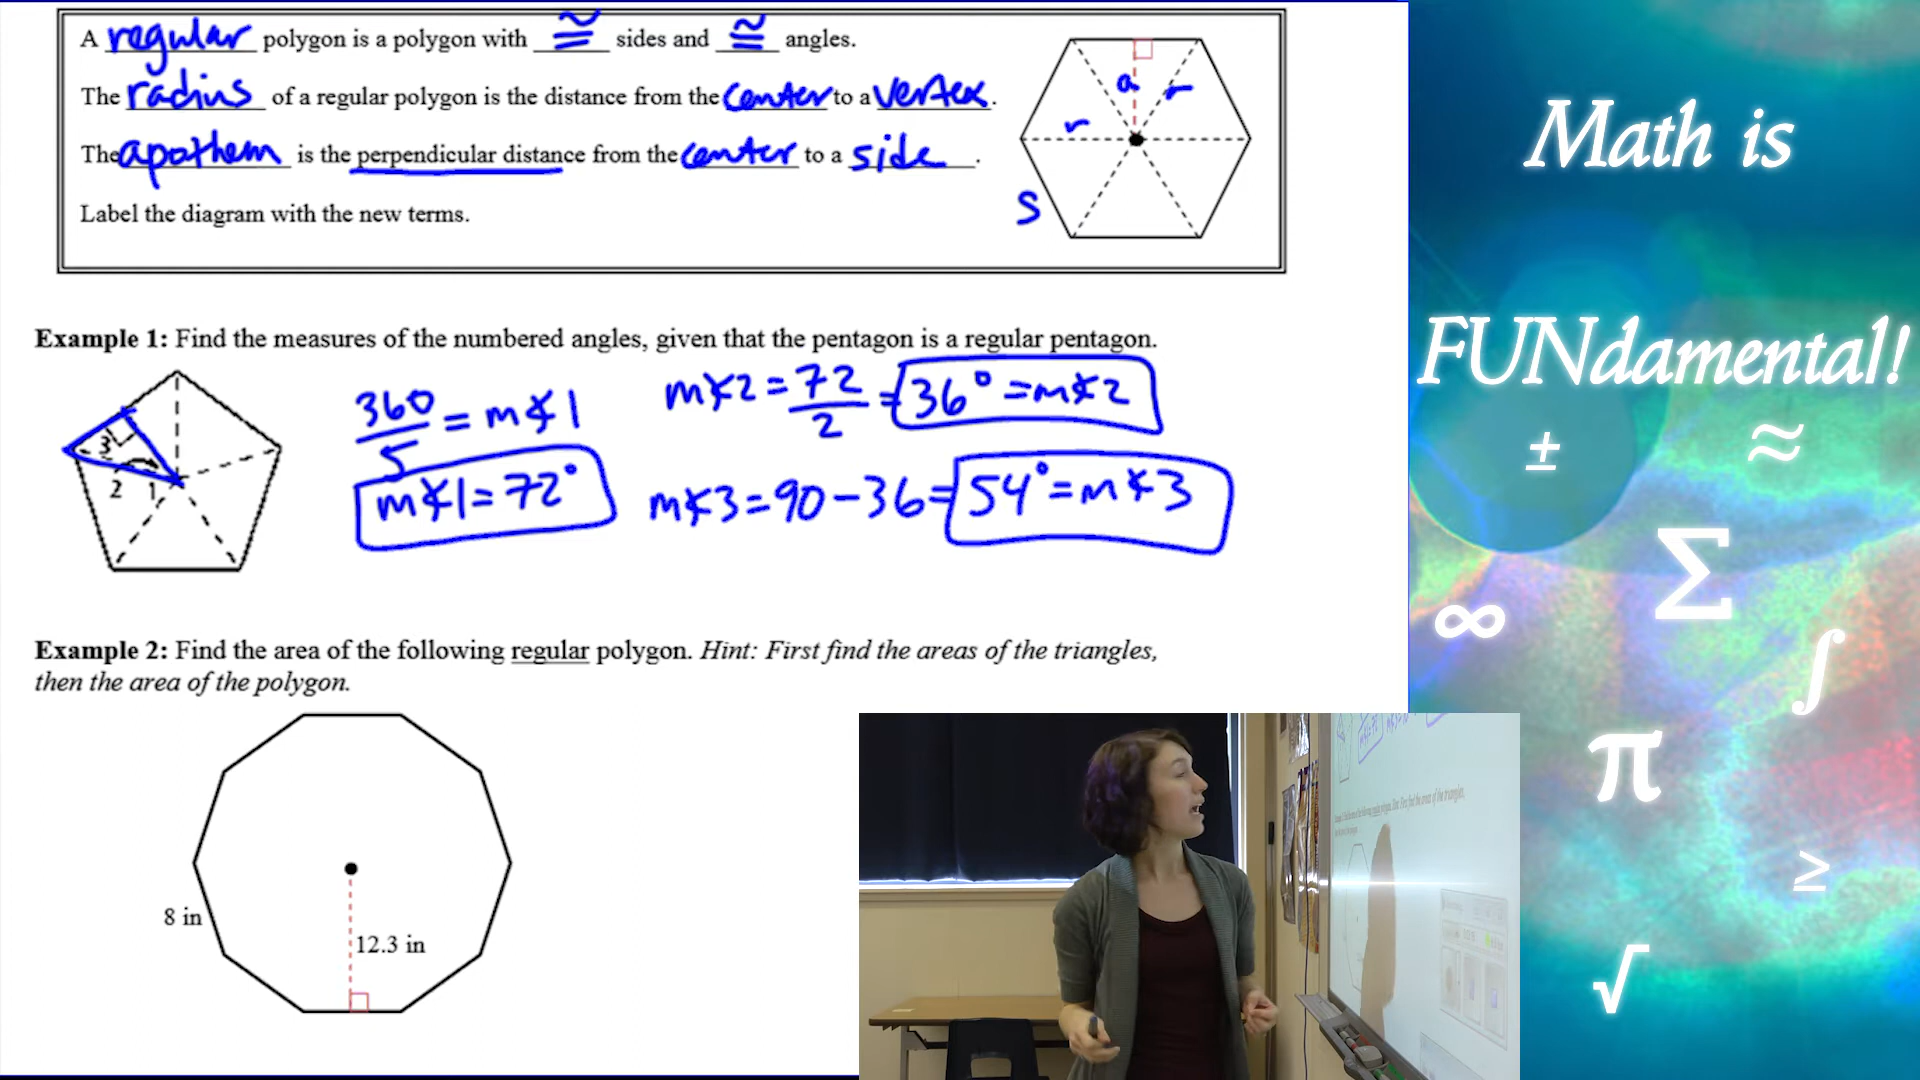 A regular polygon is a polygon with ≅ sides and ≅ angles.
The radius of a regular polygon is the distance from the center to a vertex.
The apothem is the perpendicular distance from the center to a side.
Label the diagram with the new terms.
a
r
r
s
Example 1: Find the measures of the numbered angles, given that the pentagon is a regular pentagon.
3
2
1
360/5 = m∡1
m∡1 = 72°
m∡2 = 72/2 = 36° = m∡2
m∡3 = 90 − 36 = 54° = m∡3
Example 2: Find the area of the following regular polygon. Hint: First find the areas of the triangles,
then the area of the polygon.
8 in
12.3 in
Math is
FUNdamental!
± ≈
Σ
∞
∫
π
≥
√